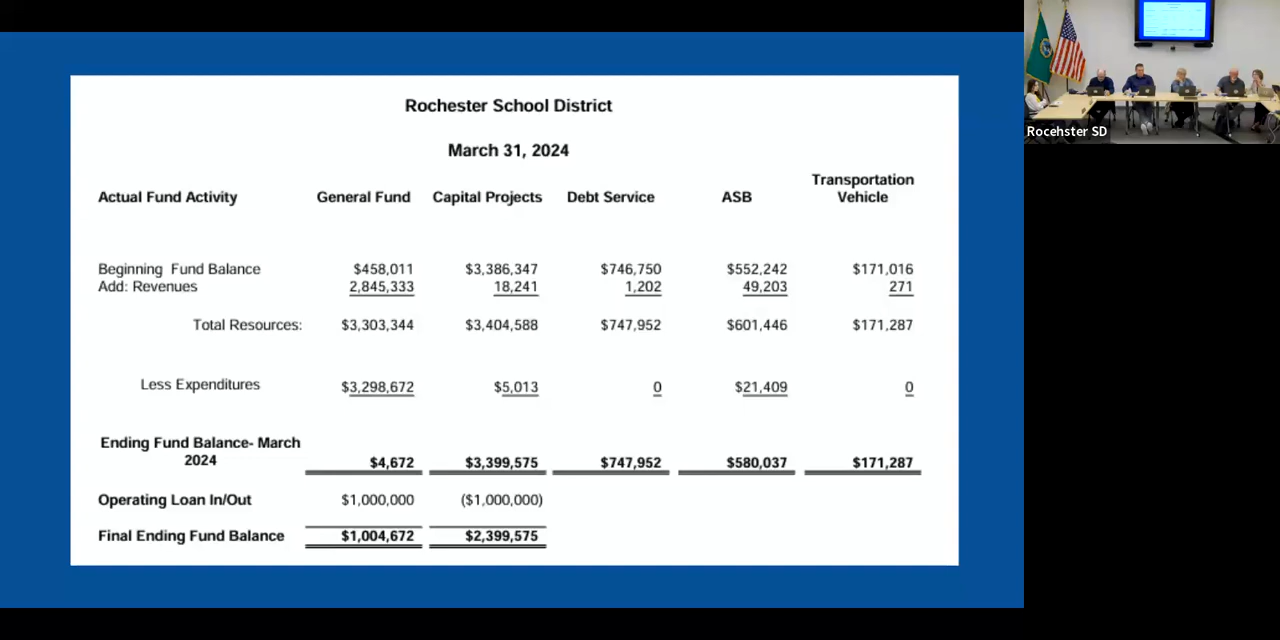 Rochester School District
March 31, 2024
Actual Fund Activity General Fund Capital Projects Debt Service ASB Transportation Vehicle
Beginning Fund Balance $458,011 $3,386,347 $746,750 $552,242 $171,016
Add: Revenues 2,845,333 18,241 1,202 49,203 271
Total Resources: $3,303,344 $3,404,588 $747,952 $601,446 $171,287
Less Expenditures $3,298,672 $5,013 0 $21,409 0
Ending Fund Balance- March
2024 $4,672 $3,399,575 $747,952 $580,037 $171,287
Operating Loan In/Out $1,000,000 ($1,000,000)
Final Ending Fund Balance $1,004,672 $2,399,575
Rocehster SD